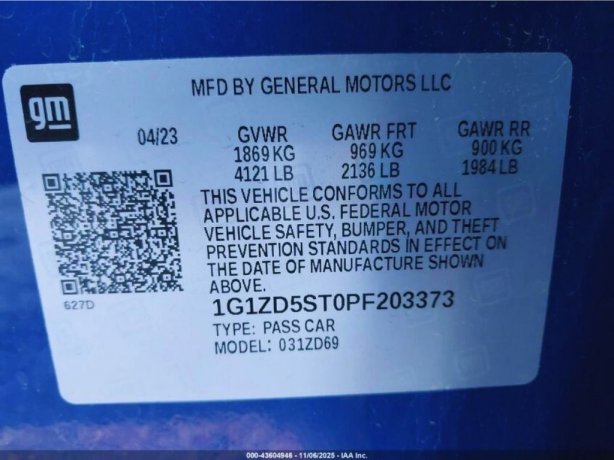 gm
MFD BY GENERAL MOTORS LLC
04/23 GVWR GAWR FRT GAWR RR
1869 KG 969 KG 900 KG
4121 LB 2136 LB 1984 LB
THIS VEHICLE CONFORMS TO ALL
APPLICABLE U.S. FEDERAL MOTOR
VEHICLE SAFETY, BUMPER, AND THEFT
PREVENTION STANDARDS IN EFFECT ON
THE DATE OF MANUFACTURE SHOWN
ABOVE.
627D
1G1ZD5ST0PF203373
TYPE: PASS CAR
MODEL: 031ZD69
000-43604946 - 11/06/2025 - IAA Inc.